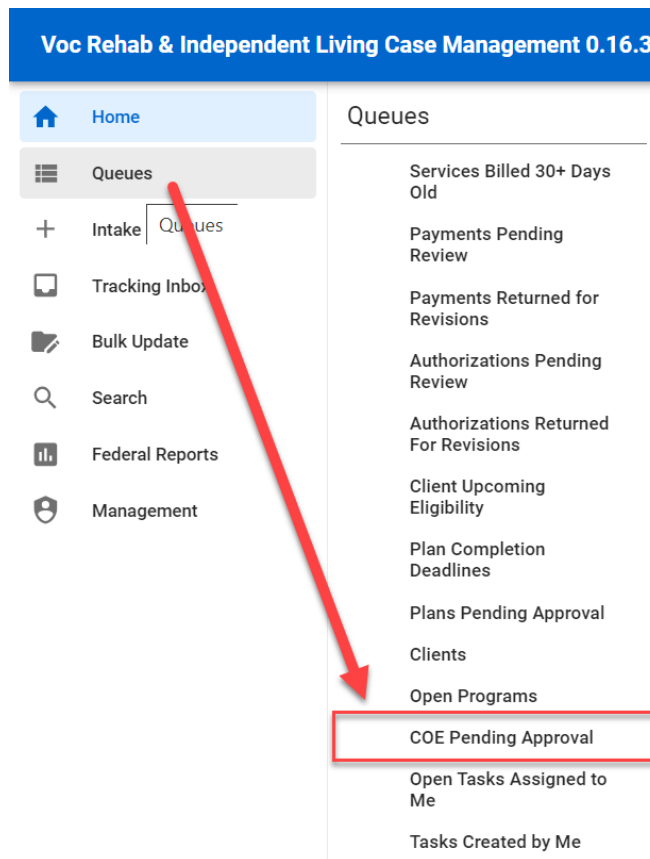 Voc Rehab & Independent Living Case Management 0.16.3
Home
Queues
Intake
Queues
Tracking Inbox
Bulk Update
Search
Federal Reports
Management
Queues
Services Billed 30+ Days
Old
Payments Pending
Review
Payments Returned for
Revisions
Authorizations Pending
Review
Authorizations Returned
For Revisions
Client Upcoming
Eligibility
Plan Completion
Deadlines
Plans Pending Approval
Clients
Open Programs
COE Pending Approval
Open Tasks Assigned to
Me
Tasks Created by Me